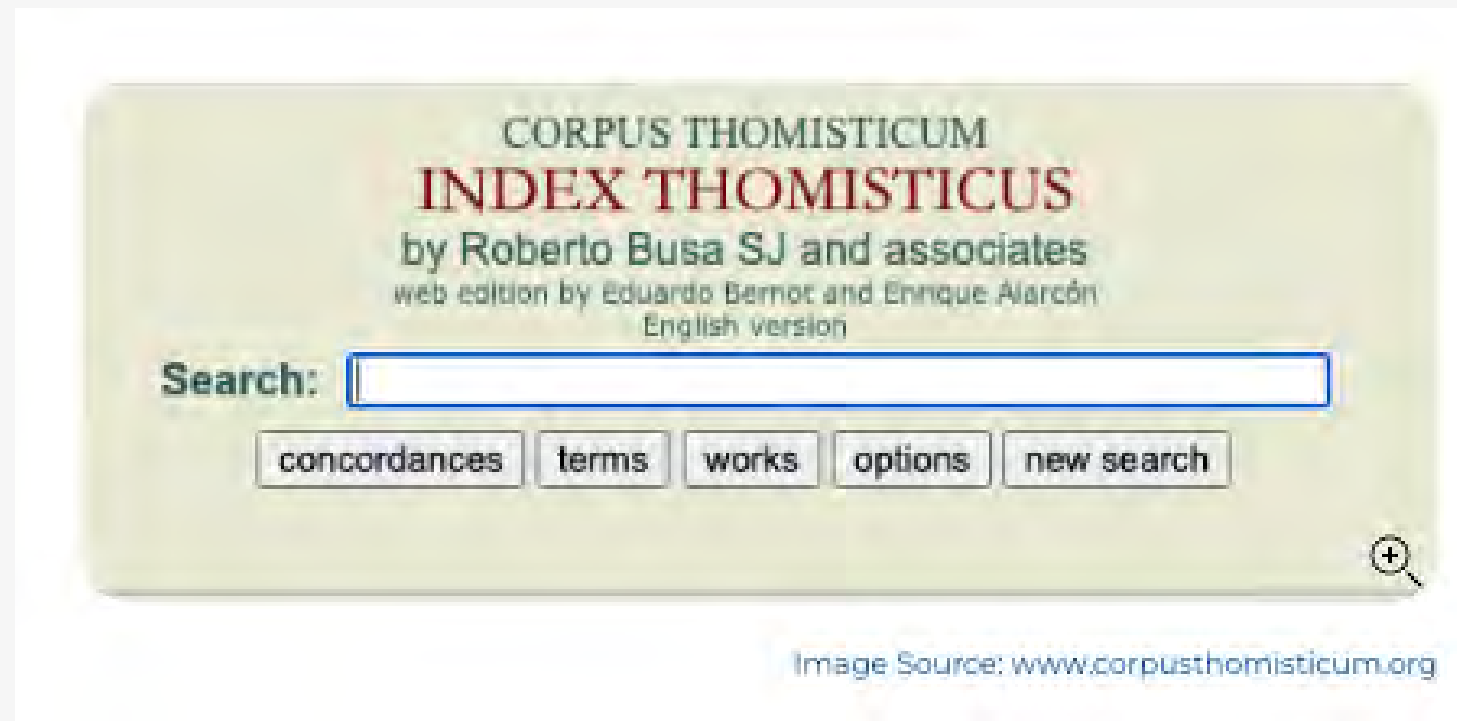 CORPUS THOMISTICUM
INDEX THOMISTICUS
by Roberto Busa SJ and associates
web edition by Eduardo Bernot and Enrique Alarcón
English version
Search:
concordances terms works options new search
Image Source: www.corpusthomisticum.org